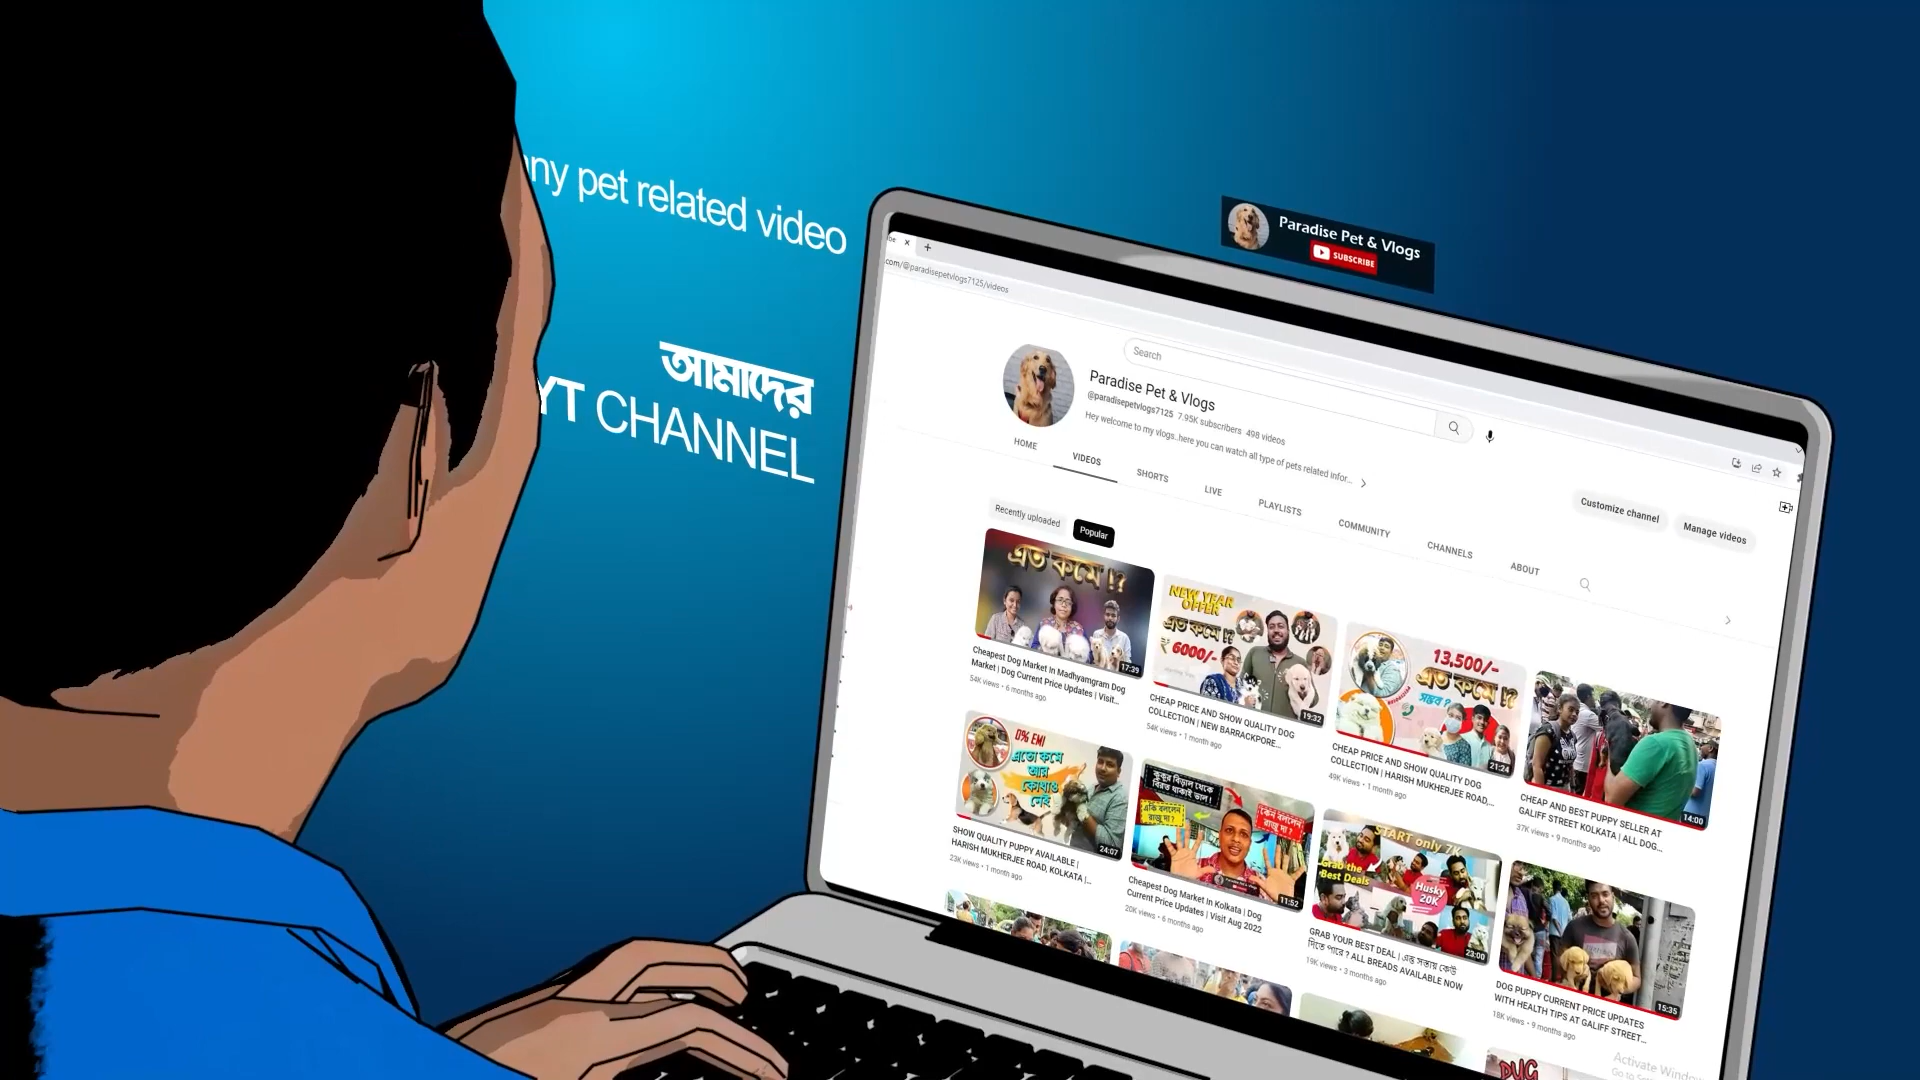 ny pet related video
আমাদের
YT CHANNEL
Paradise Pet & Vlogs
SUBSCRIBE
com/@paradisepetvlogs7125/videos
Search
Paradise Pet & Vlogs
@paradisepetvlogs7125 7.95K subscribers 498 videos
Hey welcome to my vlogs..here you can watch all type of pets related infor...
Customize channel
Manage videos
HOME
VIDEOS
SHORTS
LIVE
PLAYLISTS
COMMUNITY
CHANNELS
ABOUT
Recently uploaded
Popular
এত কমে !?
17:39
Cheapest Dog Market In Madhyamgram Dog
Market | Dog Current Price Updates | Visit...
54K views • 6 months ago
NEW YEAR
OFFER
এত কমে !?
₹ 6000/-
19:32
CHEAP PRICE AND SHOW QUALITY DOG
COLLECTION | NEW BARRACKPORE...
54K views • 1 month ago
13,500/-
এত কমে !?
সম্ভব ?
21:24
CHEAP PRICE AND SHOW QUALITY DOG
COLLECTION | HARISH MUKHERJEE ROAD,...
49K views • 1 month ago
14:00
CHEAP AND BEST PUPPY SELLER AT
GALIFF STREET KOLKATA | ALL DOG...
37K views • 9 months ago
0% EMI
এতো কমে
আর
কোথাও
নেই
24:07
SHOW QUALITY PUPPY AVAILABLE |
HARISH MUKHERJEE ROAD, KOLKATA |...
23K views • 1 month ago
কুকুর বিড়াল থেকে
বিরত থাকাই ভাল !
একি বললেন
রাজু দা ?
কেন বললেন
রাজু দা ?
11:52
Cheapest Dog Market In Kolkata | Dog
Current Price Updates | Visit Aug 2022
20K views • 6 months ago
START only 7K
Grab the
Best Deals
Husky
20K
23:00
GRAB YOUR BEST DEAL | এত সস্তায় কেউ
দিতে পারে ? ALL BREADS AVAILABLE NOW
19K views • 3 months ago
15:35
DOG PUPPY CURRENT PRICE UPDATES
WITH HEALTH TIPS AT GALIFF STREET...
18K views • 9 months ago
PUG
Activate Window